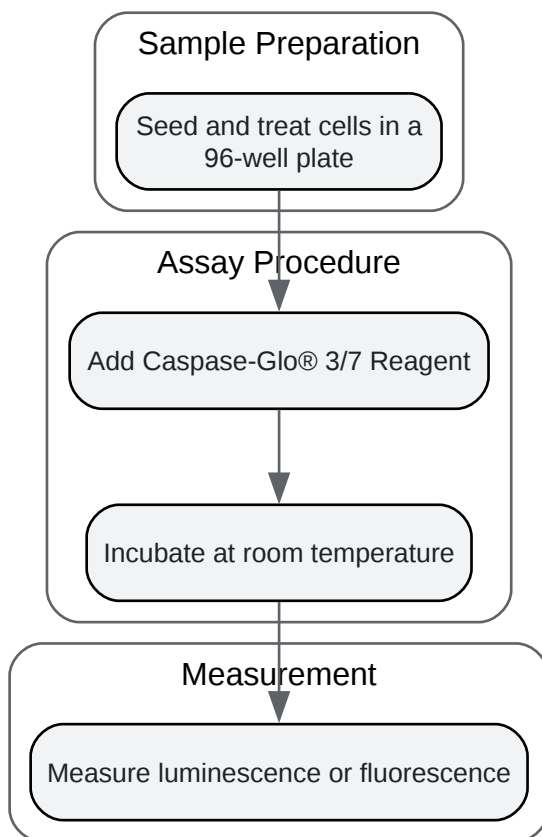 Sample Preparation
Seed and treat cells in a
96-well plate
Assay Procedure
Add Caspase-Glo® 3/7 Reagent
Incubate at room temperature
Measurement
Measure luminescence or fluorescence